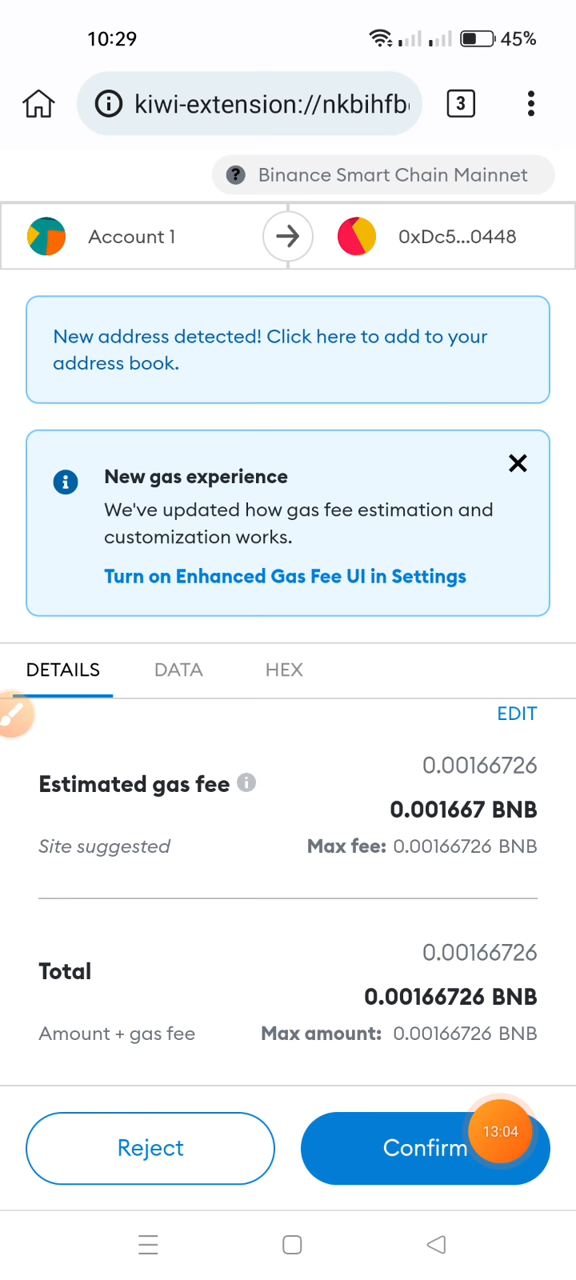 10:29
45%
kiwi-extension://nkbihfb
3
Binance Smart Chain Mainnet
Account 1
0xDc5...0448
New address detected! Click here to add to your
address book.
New gas experience
We've updated how gas fee estimation and
customization works.
Turn on Enhanced Gas Fee UI in Settings
DETAILS
DATA
HEX
EDIT
0.00166726
Estimated gas fee
0.001667 BNB
Site suggested
Max fee: 0.00166726 BNB
0.00166726
Total
0.00166726 BNB
Amount + gas fee
Max amount: 0.00166726 BNB
Reject
Confirm
13:04